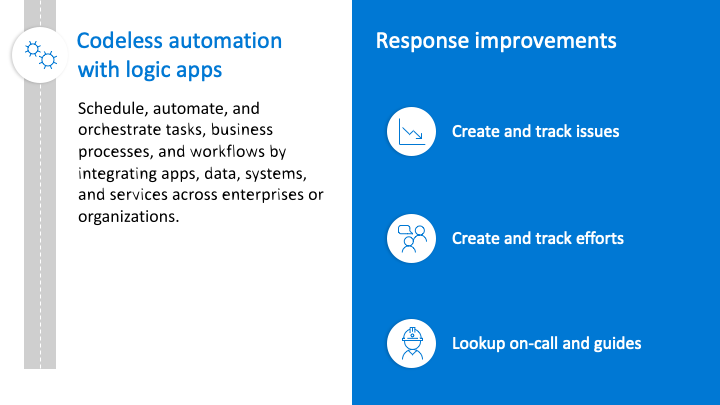 Codeless automation
with logic apps
Schedule, automate, and
orchestrate tasks, business
processes, and workflows by
integrating apps, data, systems,
and services across enterprises or
organizations.
Response improvements
Create and track issues
Create and track efforts
Lookup on-call and guides